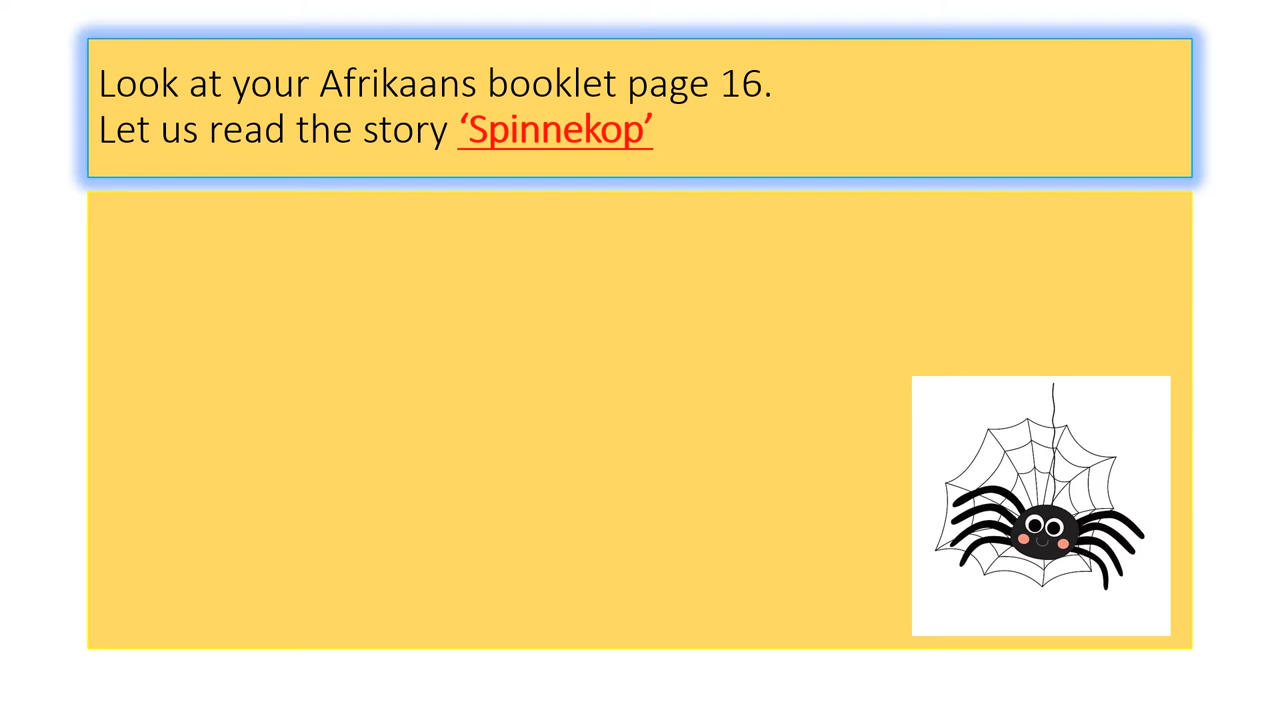 Look at your Afrikaans booklet page 16.
Let us read the story ‘Spinnekop’